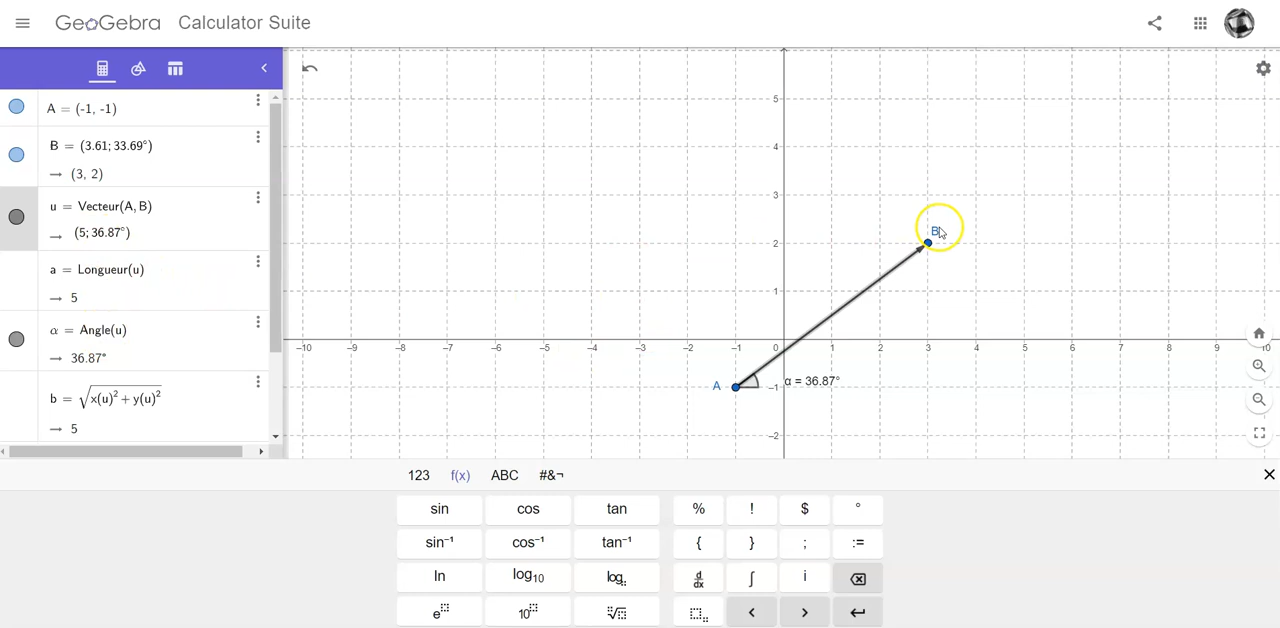 GeoGebra Calculator Suite
A = (-1, -1)
B = (3.61; 33.69°)
→ (3, 2)
u = Vecteur(A, B)
→ (5; 36.87°)
a = Longueur(u)
→ 5
α = Angle(u)
→ 36.87°
b = √x(u)² + y(u)²
→ 5
5
4
3
2
1
−10 −9 −8 −7 −6 −5 −4 −3 −2 −1 0 1 2 3 4 5 6 7 8 9 10
−1
−2
B
A
α = 36.87°
123 f(x) ABC #&¬
sin cos tan % ! $ °
sin⁻¹ cos⁻¹ tan⁻¹ { } ; :=
ln log₁₀ log d/dx ∫ i
e 10 √ < >